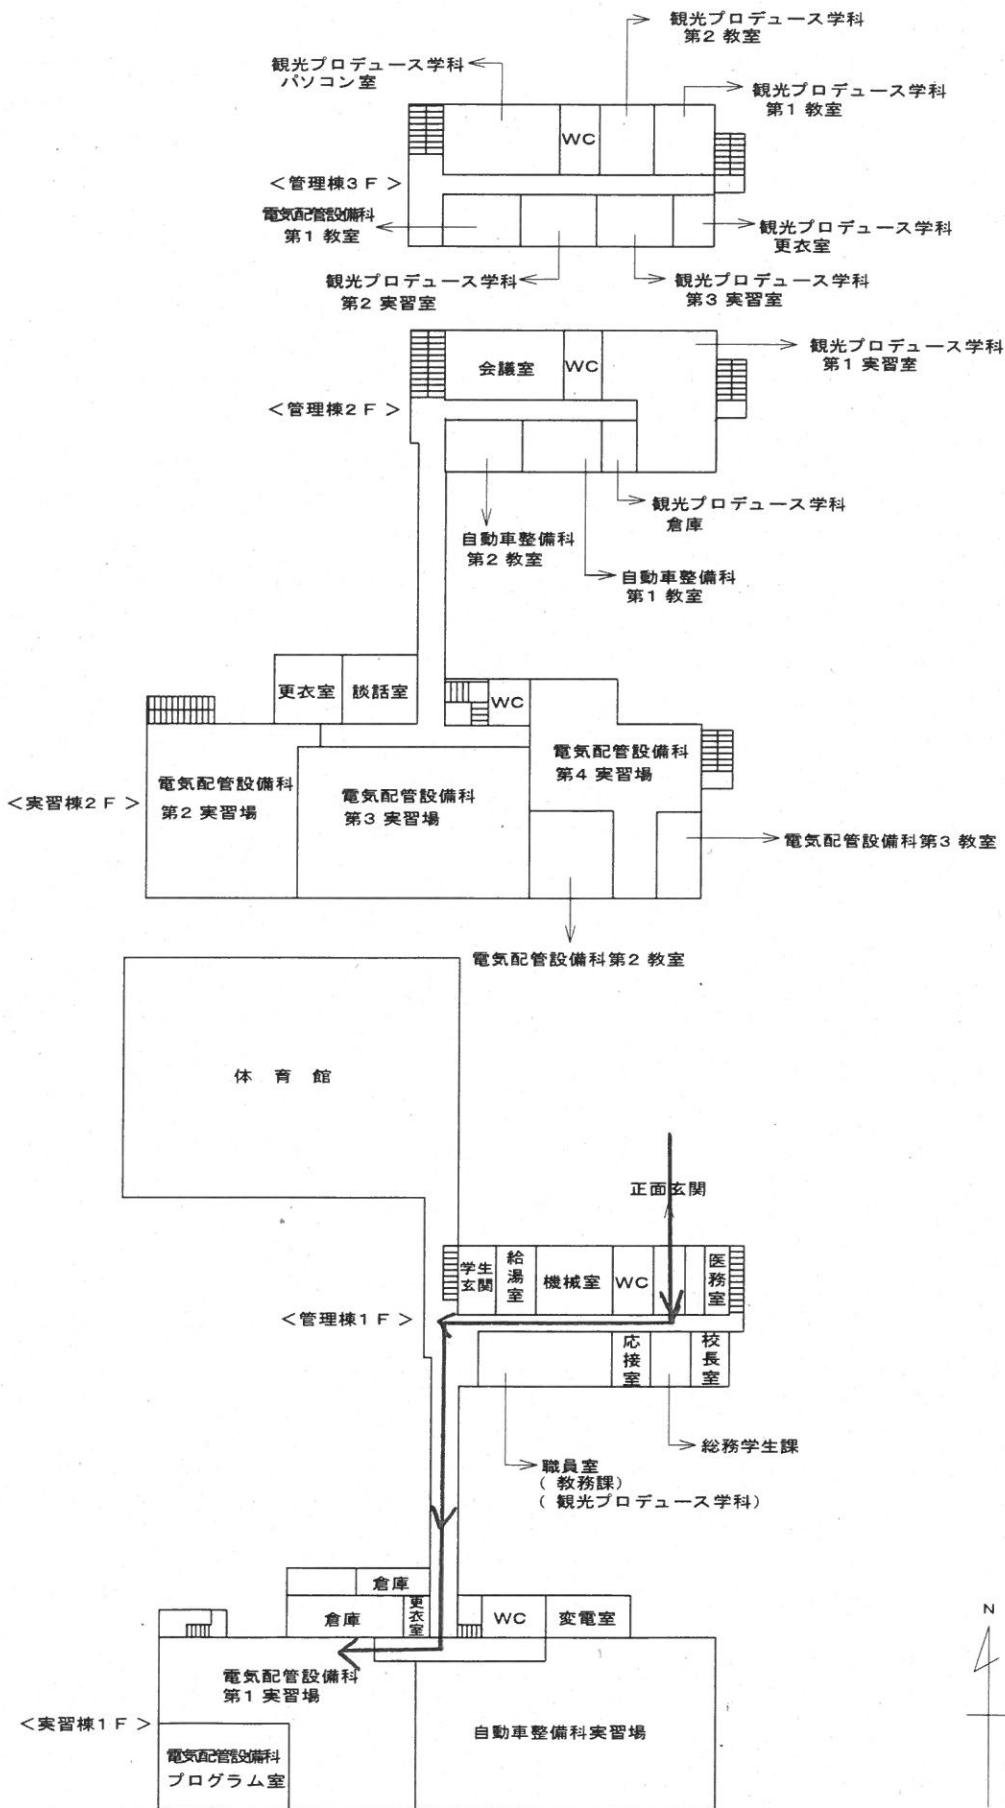 観光プロデュース学科
第2 教室
観光プロデュース学科
パソコン室
観光プロデュース学科
第1 教室
WC
<管理棟3F>
電気配管設備科
第1 教室
観光プロデュース学科
更衣室
観光プロデュース学科
第2 実習室
観光プロデュース学科
第3 実習室
観光プロデュース学科
第1 実習室
会議室
WC
<管理棟2F>
観光プロデュース学科
倉庫
自動車整備科
第2 教室
自動車整備科
第1 教室
更衣室
談話室
WC
電気配管設備科
第4 実習場
電気配管設備科
第2 実習場
電気配管設備科
第3 実習場
<実習棟2F>
電気配管設備科第3 教室
電気配管設備科第2 教室
体 育 館
正面玄関
学生
玄関
給湯室
機械室
WC
医務室
<管理棟1F>
応接室
校長室
総務学生課
職員室
(教務課)
(観光プロデュース学科)
倉庫
倉庫
更衣室
WC
変電室
N
電気配管設備科
第1 実習場
<実習棟1F>
自動車整備科実習場
電気配管設備科
プログラム室